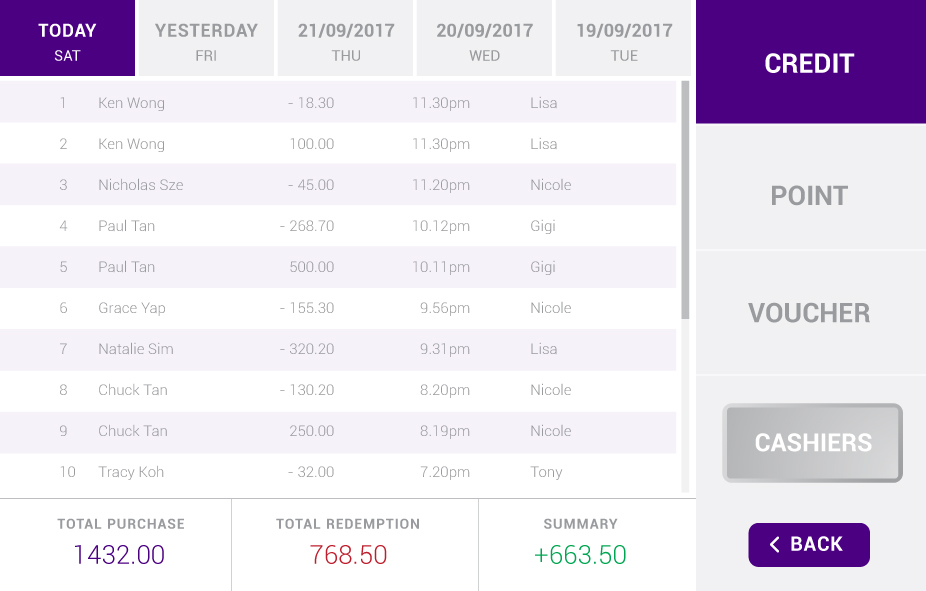 TODAY YESTERDAY 21/09/2017 20/09/2017 19/09/2017
SAT FRI THU WED TUE
1 Ken Wong - 18.30 11.30pm Lisa
2 Ken Wong 100.00 11.30pm Lisa
3 Nicholas Sze - 45.00 11.20pm Nicole
4 Paul Tan - 268.70 10.12pm Gigi
5 Paul Tan 500.00 10.11pm Gigi
6 Grace Yap - 155.30 9.56pm Nicole
7 Natalie Sim - 320.20 9.31pm Lisa
8 Chuck Tan - 130.20 8.20pm Nicole
9 Chuck Tan 250.00 8.19pm Nicole
10 Tracy Koh - 32.00 7.20pm Tony
TOTAL PURCHASE TOTAL REDEMPTION SUMMARY
1432.00 768.50 +663.50
CREDIT
POINT
VOUCHER
CASHIERS
BACK